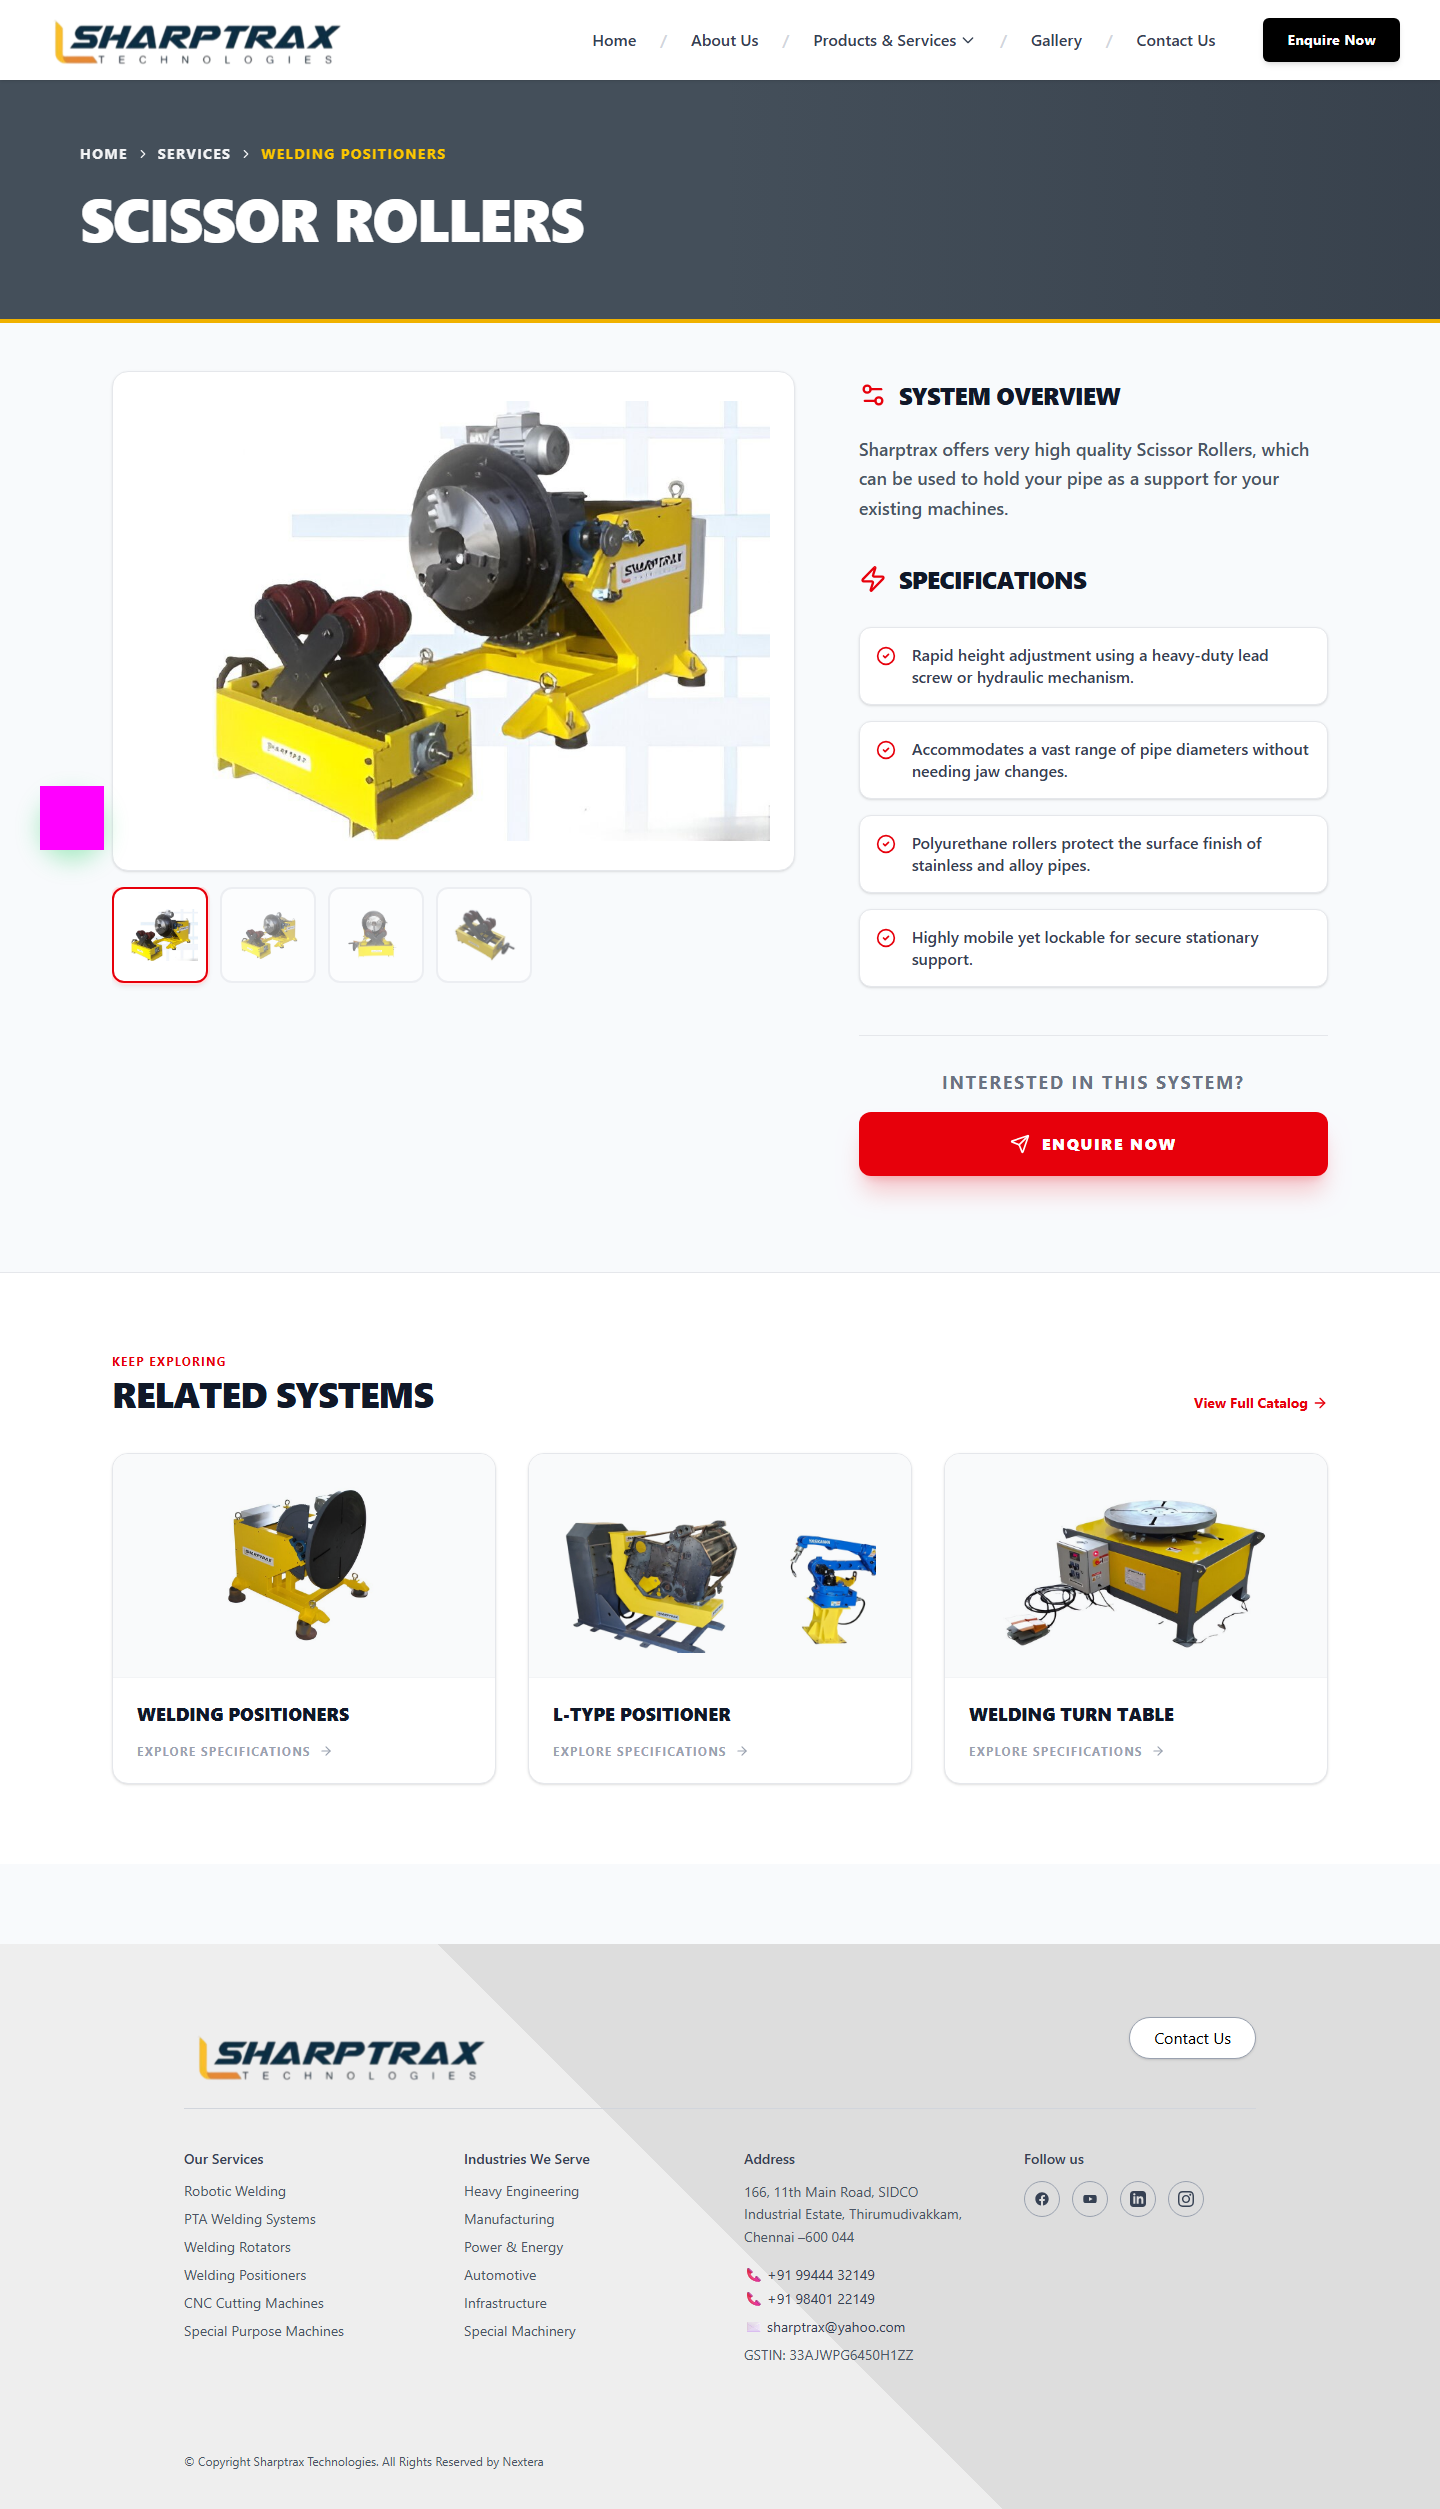 SHARPTRAX
TECHNOLOGIES
Home / About Us / Products & Services / Gallery / Contact Us
Enquire Now
HOME > SERVICES > WELDING POSITIONERS
SCISSOR ROLLERS
SHARPTRAX
SYSTEM OVERVIEW
Sharptrax offers very high quality Scissor Rollers, which
can be used to hold your pipe as a support for your
existing machines.
SPECIFICATIONS
Rapid height adjustment using a heavy-duty lead
screw or hydraulic mechanism.
Accommodates a vast range of pipe diameters without
needing jaw changes.
Polyurethane rollers protect the surface finish of
stainless and alloy pipes.
Highly mobile yet lockable for secure stationary
support.
INTERESTED IN THIS SYSTEM?
ENQUIRE NOW
KEEP EXPLORING
RELATED SYSTEMS
View Full Catalog
SHARPTRAX
WELDING POSITIONERS
EXPLORE SPECIFICATIONS
L-TYPE POSITIONER
EXPLORE SPECIFICATIONS
WELDING TURN TABLE
EXPLORE SPECIFICATIONS
SHARPTRAX
TECHNOLOGIES
Contact Us
Our Services
Robotic Welding
PTA Welding Systems
Welding Rotators
Welding Positioners
CNC Cutting Machines
Special Purpose Machines
Industries We Serve
Heavy Engineering
Manufacturing
Power & Energy
Automotive
Infrastructure
Special Machinery
Address
166, 11th Main Road, SIDCO
Industrial Estate, Thirumudivakkam,
Chennai –600 044
+91 99444 32149
+91 98401 22149
sharptrax@yahoo.com
GSTIN: 33AJWPG6450H1ZZ
Follow us
© Copyright Sharptrax Technologies. All Rights Reserved by Nextera